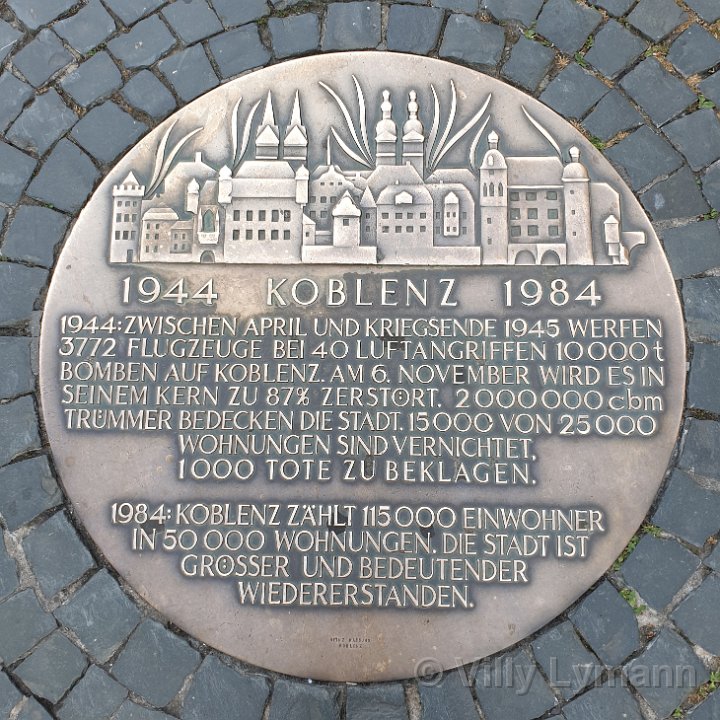 1944 KOBLENZ 1984
1944: ZWISCHEN APRIL UND KRIEGSENDE 1945 WERFEN
3772 FLUGZEUGE BEI 40 LUFTANGRIFFEN 10000t
BOMBEN AUF KOBLENZ. AM 6. NOVEMBER WIRD ES IN
SEINEM KERN ZU 87% ZERSTÖRT. 2000000 cbm
TRÜMMER BEDECKEN DIE STADT. 15000 VON 25000
WOHNUNGEN SIND VERNICHTET,
1000 TOTE ZU BEKLAGEN.
1984: KOBLENZ ZÄHLT 115000 EINWOHNER
IN 50000 WOHNUNGEN. DIE STADT IST
GRÖSSER UND BEDEUTENDER
WIEDERERSTANDEN.
KOBLENZ
© Villy Lymann